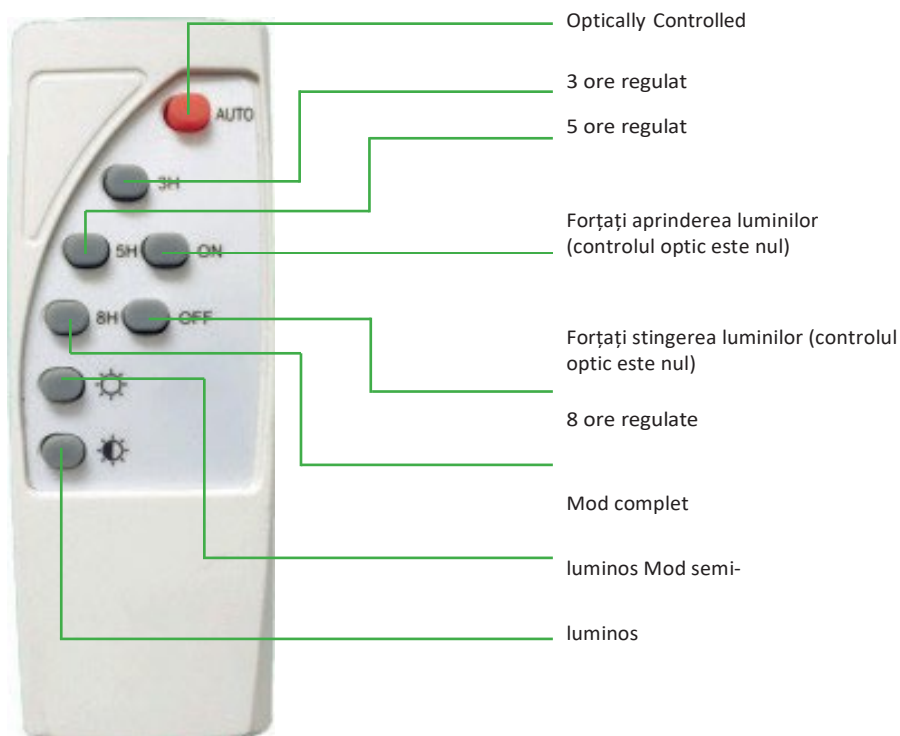 Optically Controlled
3 ore regulat
AUTO
5 ore regulat
3H
Forțați aprinderea luminilor
(controlul optic este nul)
5H ON
8H OFF
Forțați stingerea luminilor (controlul
optic este nul)
8 ore regulate
Mod complet
luminos Mod semi-
luminos